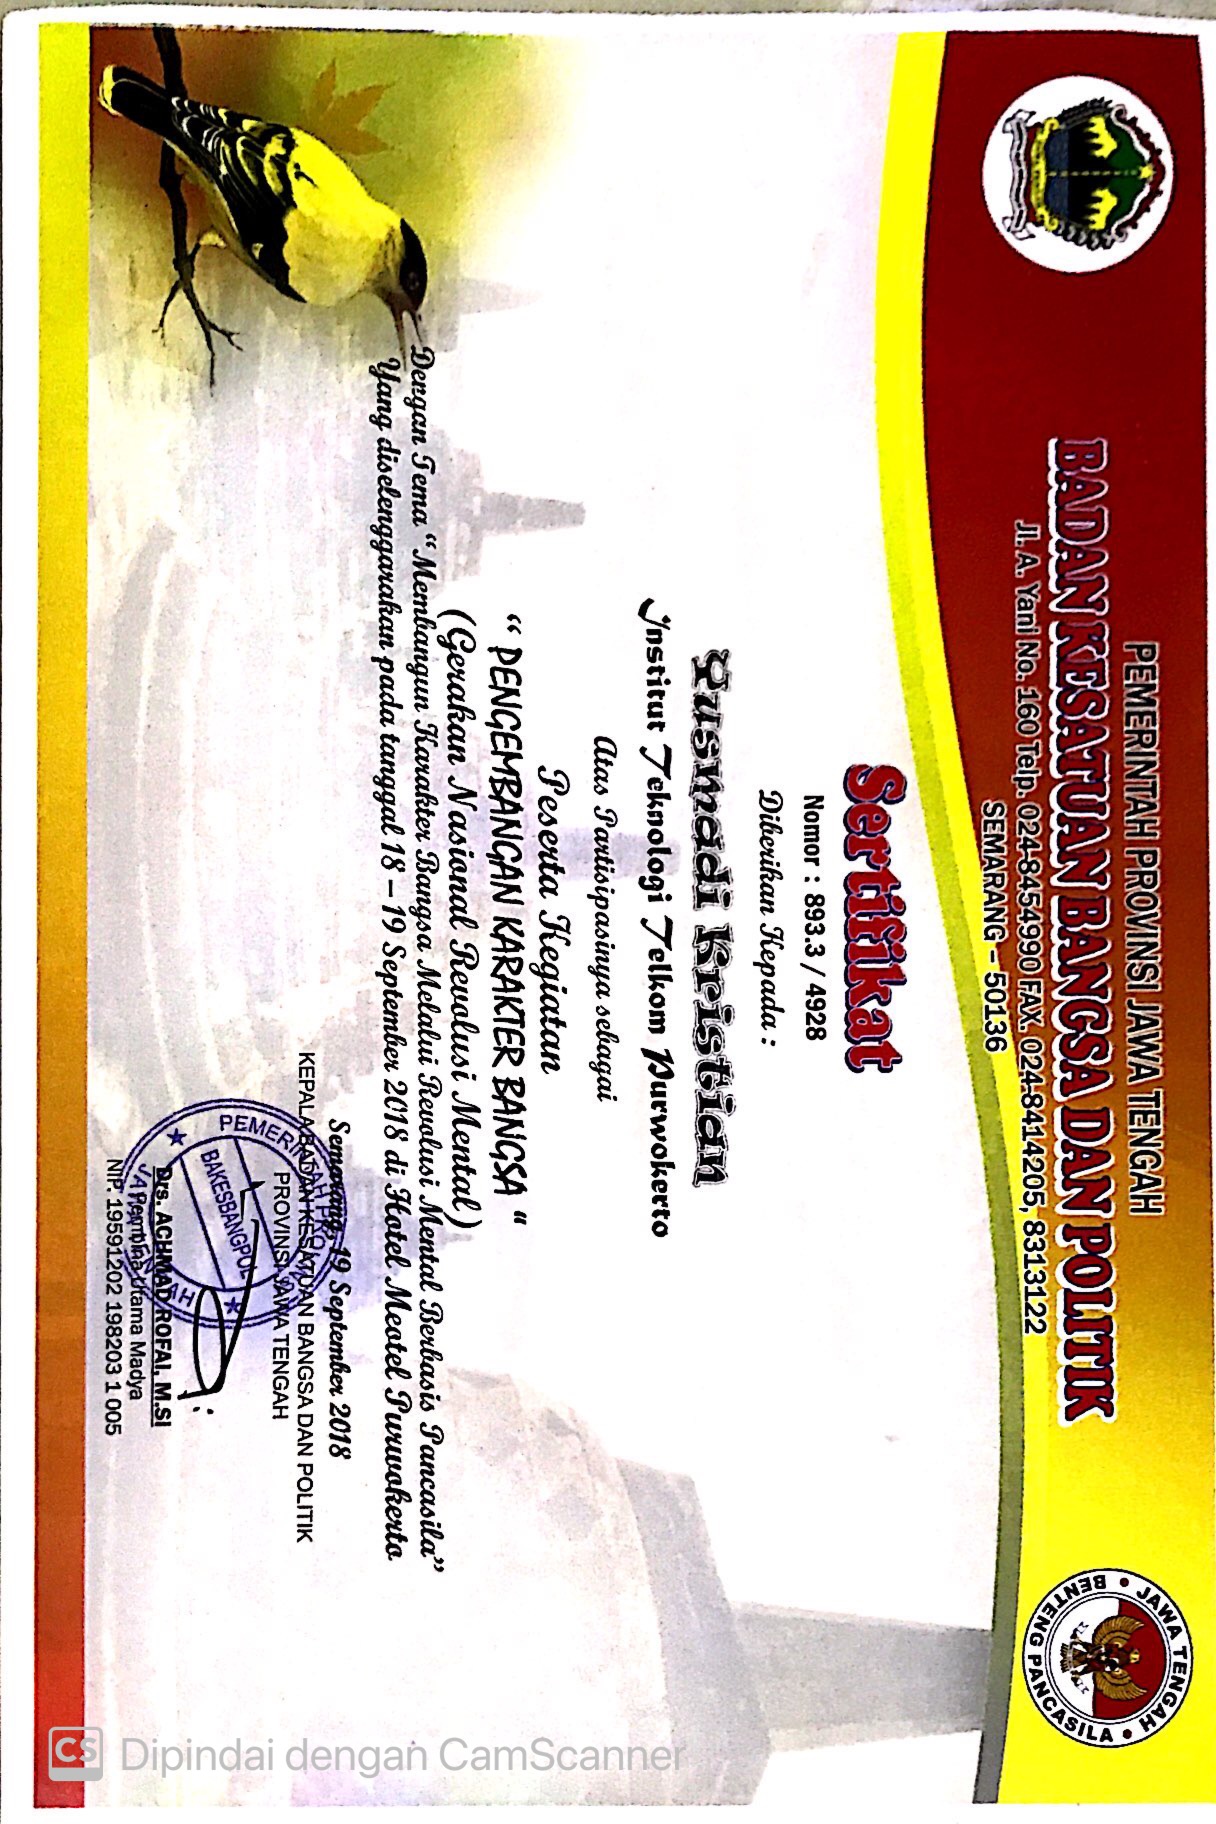 PEMERINTAH PROVINSI JAWA TENGAH
BADAN KESATUAN BANGSA DAN POLITIK
Jl. A. Yani No. 160 Telp. 024-8454990 FAX. 024-8414205, 8313122
SEMARANG – 50136
JAWA TENGAH
BENTENG PANCASILA
Sertifikat
Nomor : 893.3 / 4928
Diberikan Kepada :
Yusmadi Kristian
Institut Teknologi Telkom Purwokerto
Atas Partisipasinya sebagai
Peserta Kegiatan
“ PENGEMBANGAN KARAKTER BANGSA “
(Gerakan Nasional Revolusi Mental)
Dengan Tema “Membangun Karakter Bangsa Melalui Revolusi Mental Berbasis Pancasila”
Yang diselenggarakan pada tanggal 18 – 19 September 2018 di Hotel Meotel Purwokerto
Semarang, 19 September 2018
KEPALA BADAN KESATUAN BANGSA DAN POLITIK
PROVINSI JAWA TENGAH
PEMERINTAH PROVINSI
BAKESBANGPOL
JAWA TENGAH
Drs. ACHMAD ROFAI, M.SI
Pembina Utama Madya
NIP. 19591202 198203 1 005
CS Dipindai dengan CamScanner